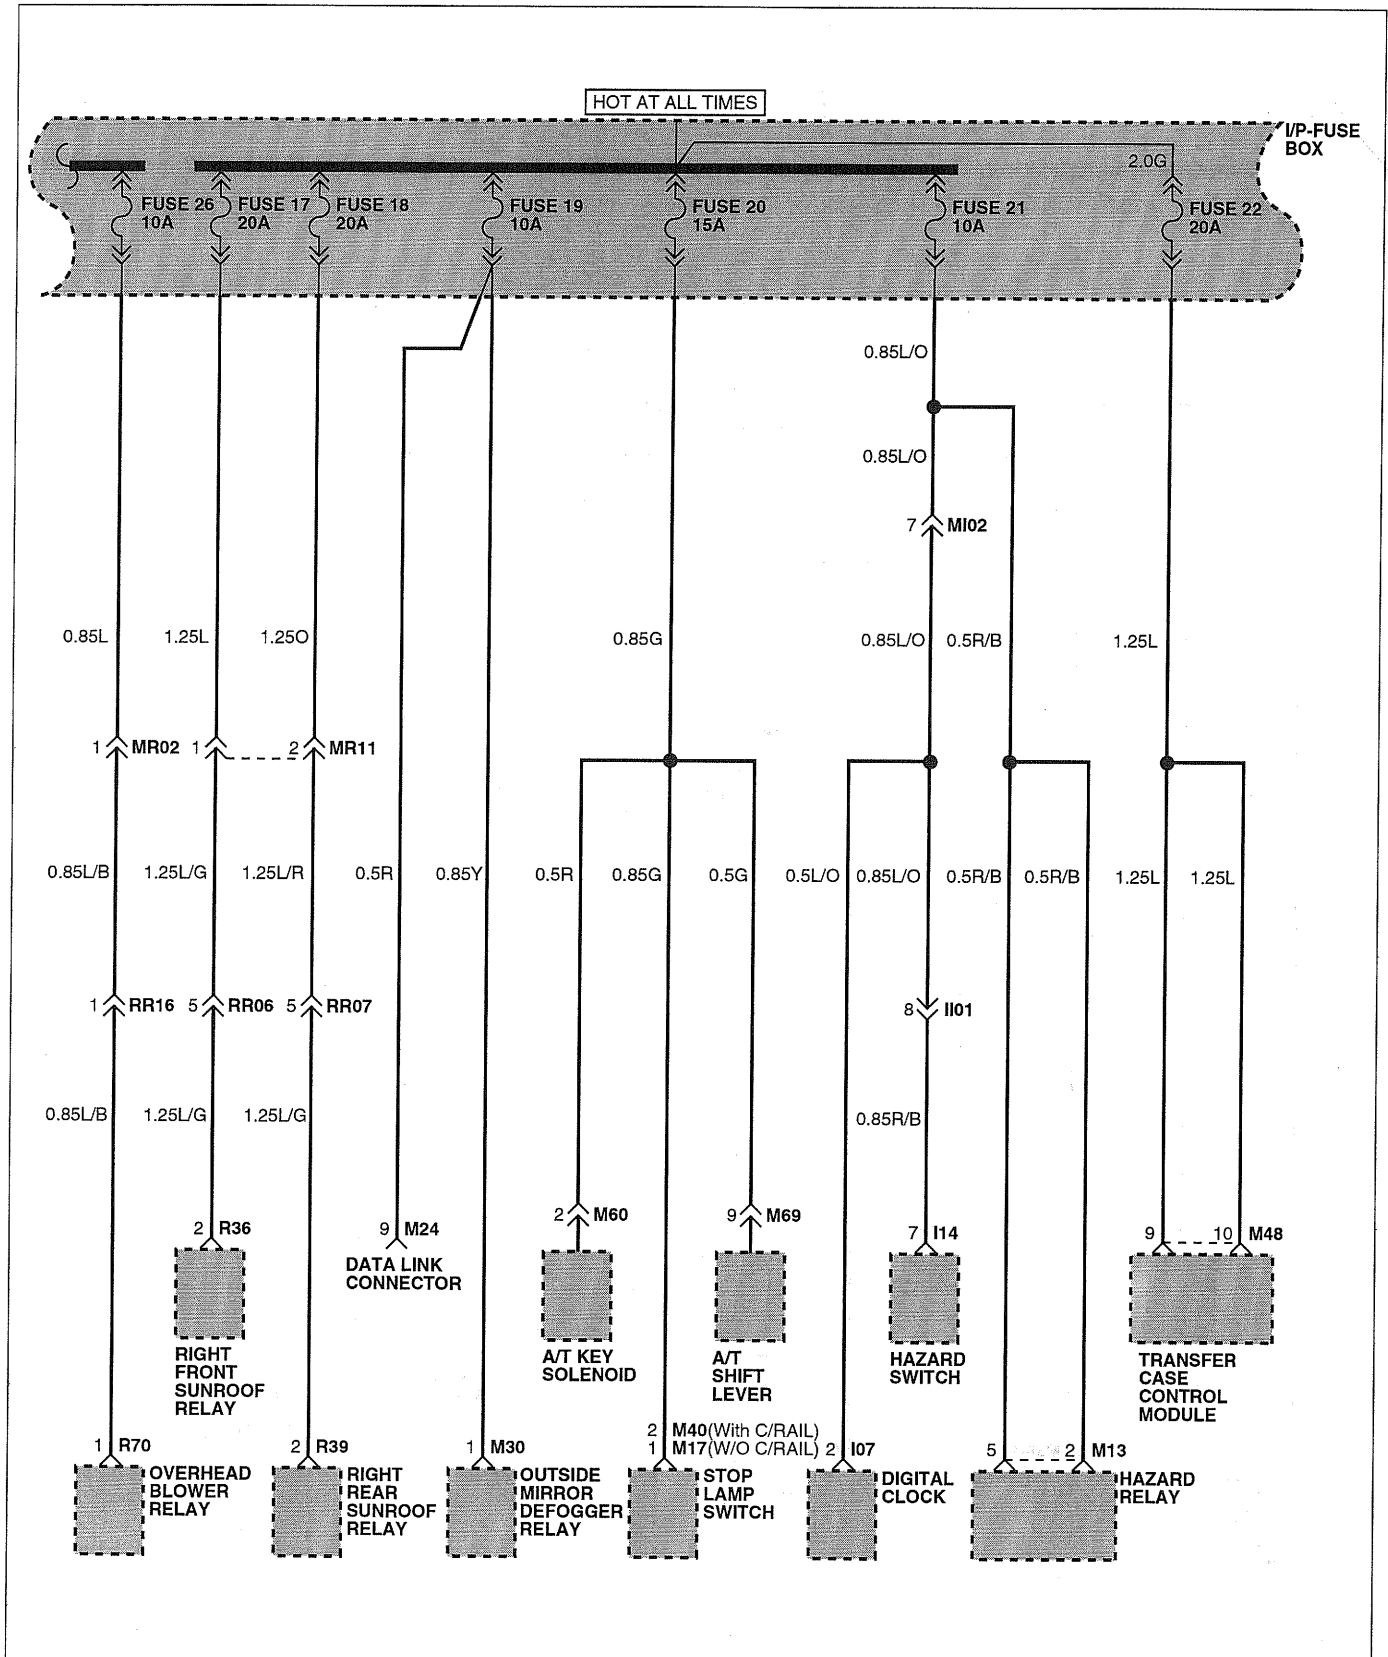 HOT AT ALL TIMES
I/P-FUSE
BOX
2.0G
FUSE 26
10A
FUSE 17
20A
FUSE 18
20A
FUSE 19
10A
FUSE 20
15A
FUSE 21
10A
FUSE 22
20A
0.85L/O
0.85L/O
7 MI02
0.85L 1.25L 1.25O 0.85G 0.85L/O 0.5R/B 1.25L
1 MR02 1 2 MR11
0.85L/B 1.25L/G 1.25L/R 0.5R 0.85Y 0.5R 0.85G 0.5G 0.5L/O 0.85L/O 0.5R/B 0.5R/B 1.25L 1.25L
1 RR16 5 RR06 5 RR07 8 II01
0.85L/B 1.25L/G 1.25L/G 0.85R/B
2 R36 9 M24 2 M60 9 M69 7 I14 9 10 M48
DATA LINK
CONNECTOR
RIGHT
FRONT
SUNROOF
RELAY
A/T KEY
SOLENOID
A/T
SHIFT
LEVER
HAZARD
SWITCH
TRANSFER
CASE
CONTROL
MODULE
2 M40(With C/RAIL)
1 R70 2 R39 1 M30 1 M17(W/O C/RAIL) 2 I07 5 2 M13
OVERHEAD
BLOWER
RELAY
RIGHT
REAR
SUNROOF
RELAY
OUTSIDE
MIRROR
DEFOGGER
RELAY
STOP
LAMP
SWITCH
DIGITAL
CLOCK
HAZARD
RELAY